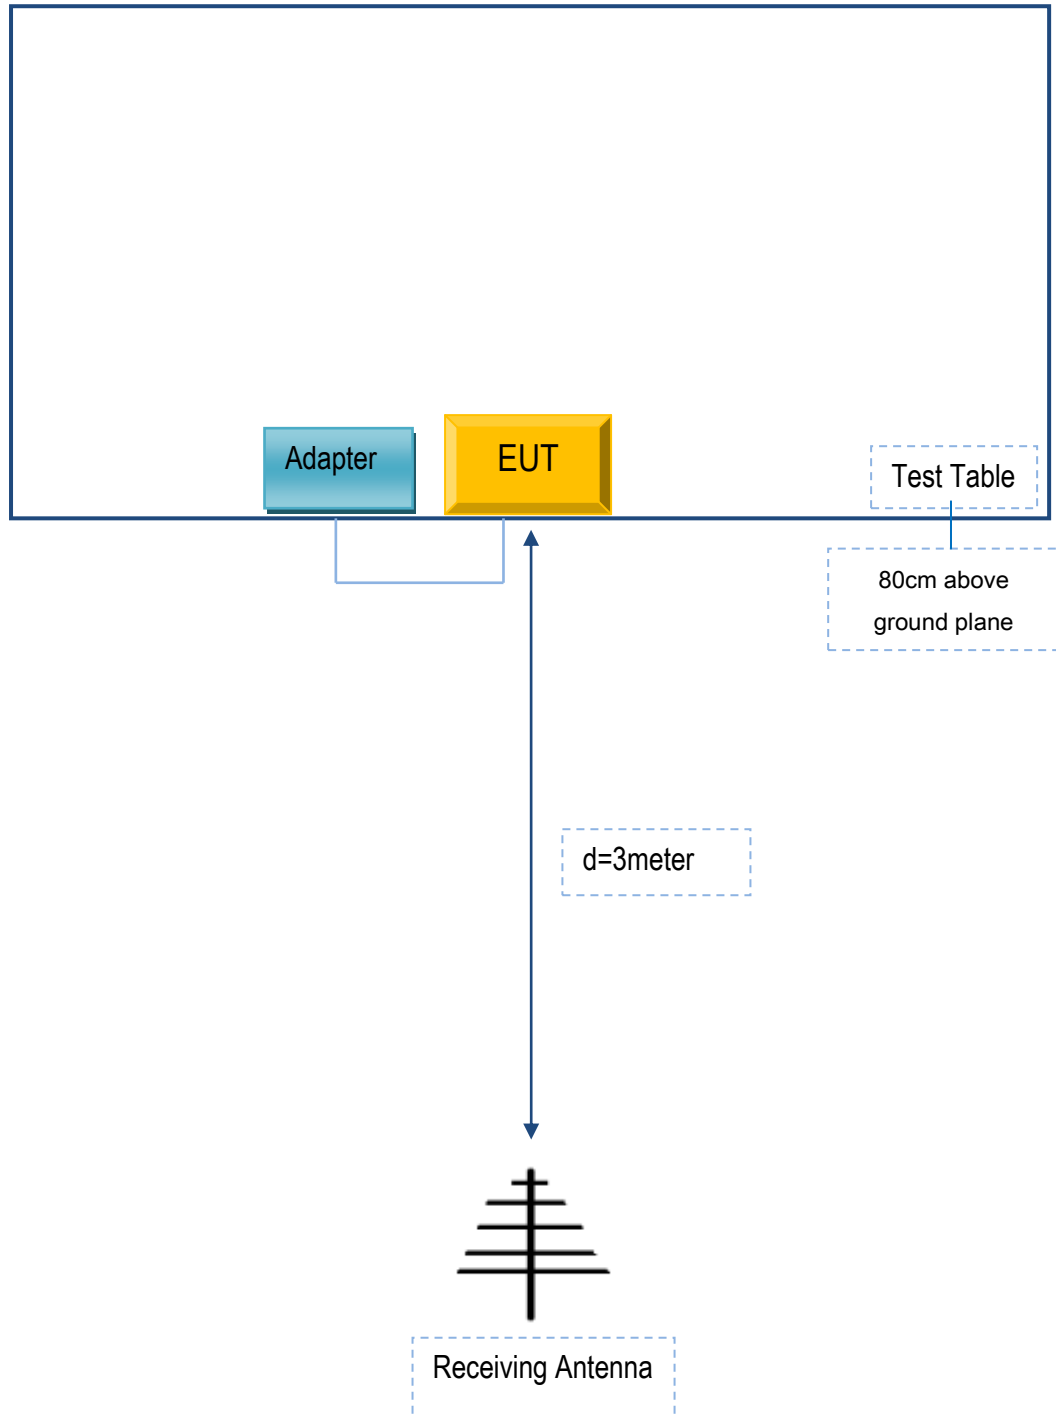 Adapter
EUT
Test Table
80cm above
ground plane
d=3meter
Receiving Antenna